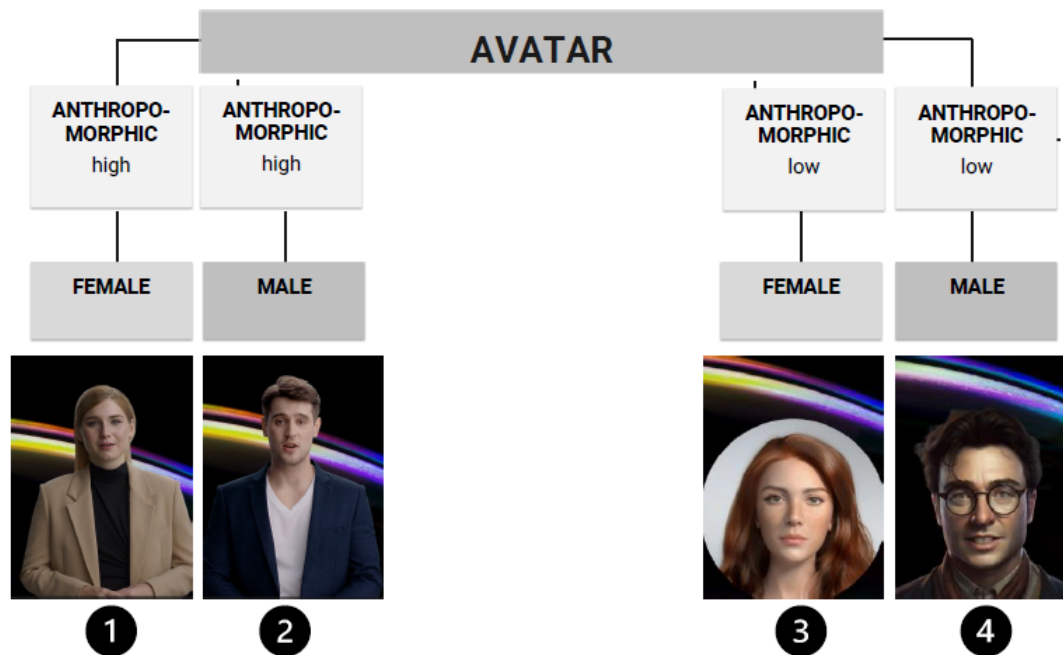 AVATAR
ANTHROPO-
MORPHIC
high
ANTHROPO-
MORPHIC
high
ANTHROPO-
MORPHIC
low
ANTHROPO-
MORPHIC
low
FEMALE
MALE
FEMALE
MALE
1
2
3
4